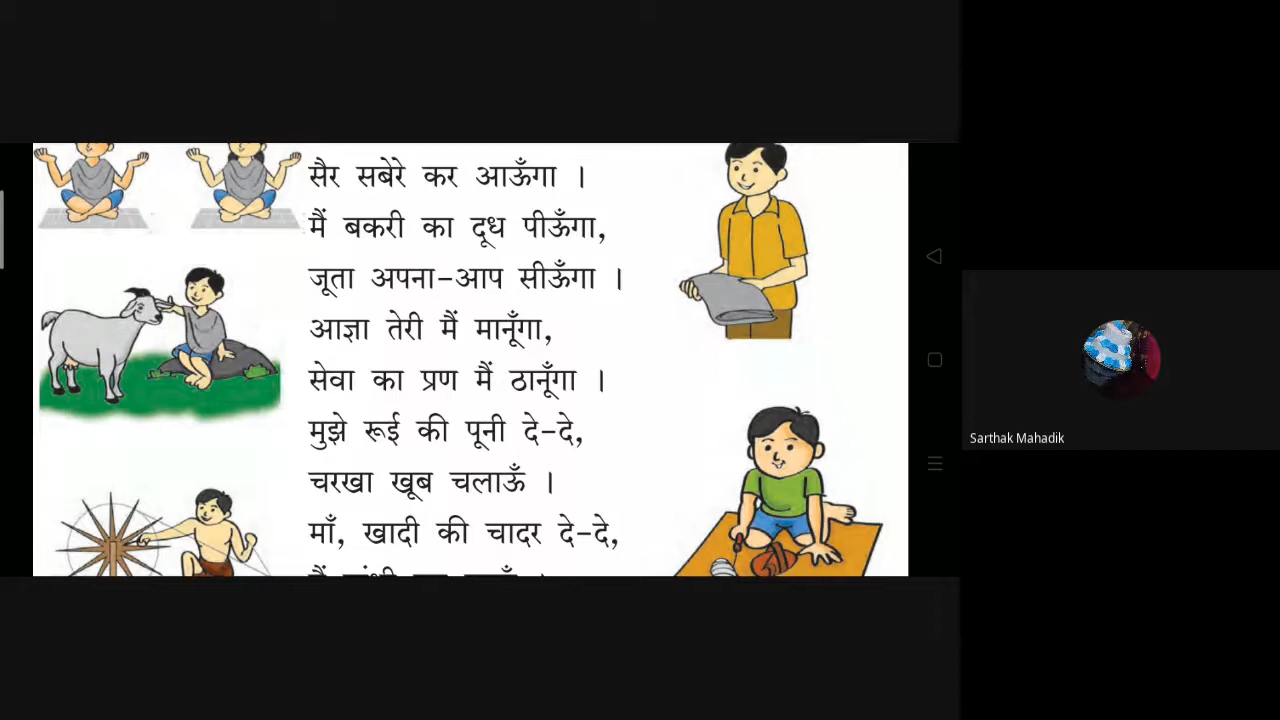 सैर सबेरे कर आऊँगा ।
मैं बकरी का दूध पीऊँगा,
जूता अपना-आप सीऊँगा ।
आज्ञा तेरी मैं मानूँगा,
सेवा का प्रण मैं ठानूँगा ।
मुझे रूई की पूनी दे-दे,
चरखा खूब चलाऊँ ।
माँ, खादी की चादर दे-दे,
Sarthak Mahadik